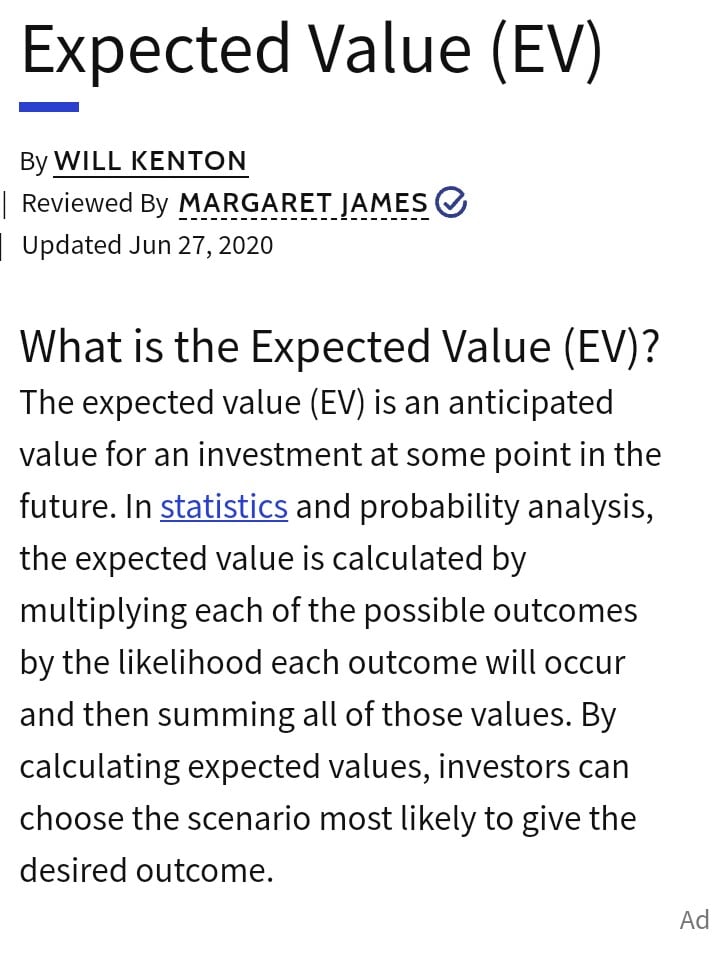 Expected Value (EV)
By WILL KENTON
| Reviewed By MARGARET JAMES
| Updated Jun 27, 2020
What is the Expected Value (EV)?
The expected value (EV) is an anticipated
value for an investment at some point in the
future. In statistics and probability analysis,
the expected value is calculated by
multiplying each of the possible outcomes
by the likelihood each outcome will occur
and then summing all of those values. By
calculating expected values, investors can
choose the scenario most likely to give the
desired outcome.
Ad